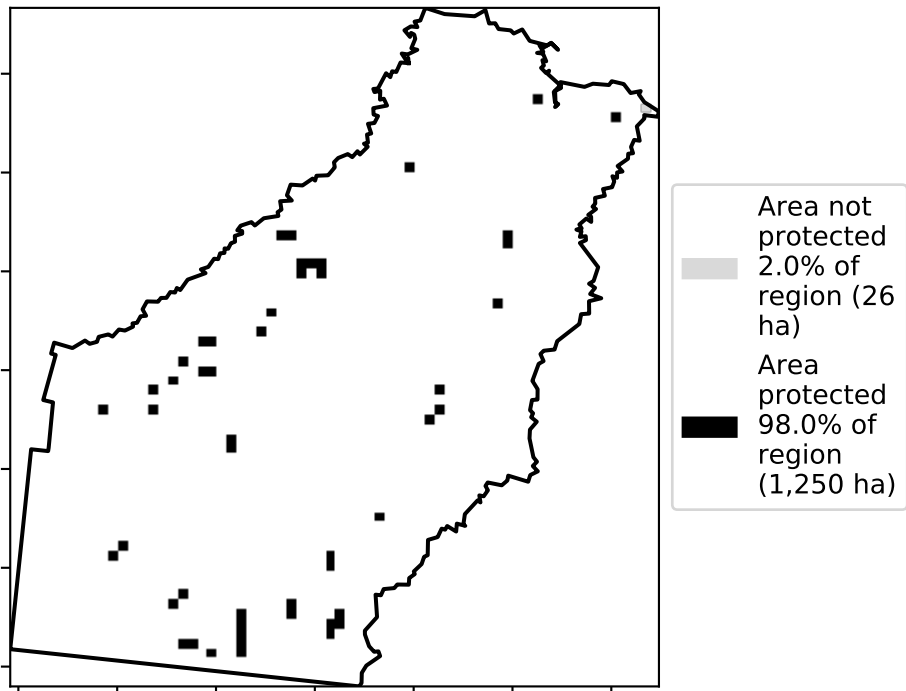 Area not
protected
2.0% of
region (26
ha)
Area
protected
98.0% of
region
(1,250 ha)